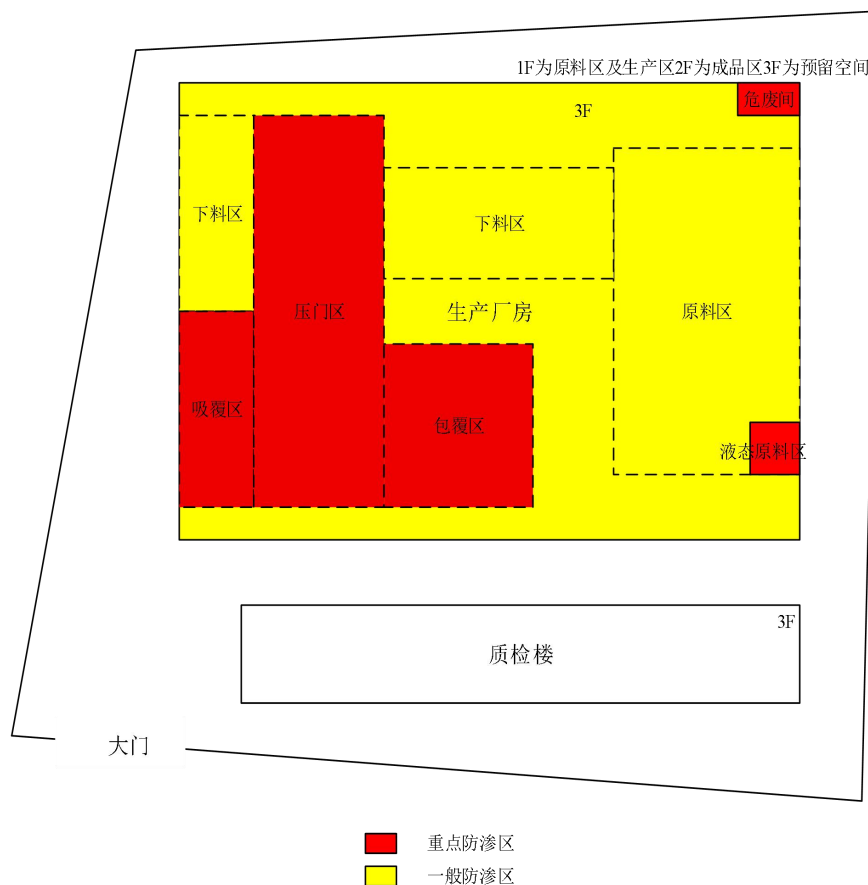 1F为原料区及生产区2F为成品区3F为预留空间
危废间
3F
下料区
下料区
压门区
生产厂房
原料区
吸覆区
包覆区
液态原料区
3F
质检楼
大门
重点防渗区
一般防渗区